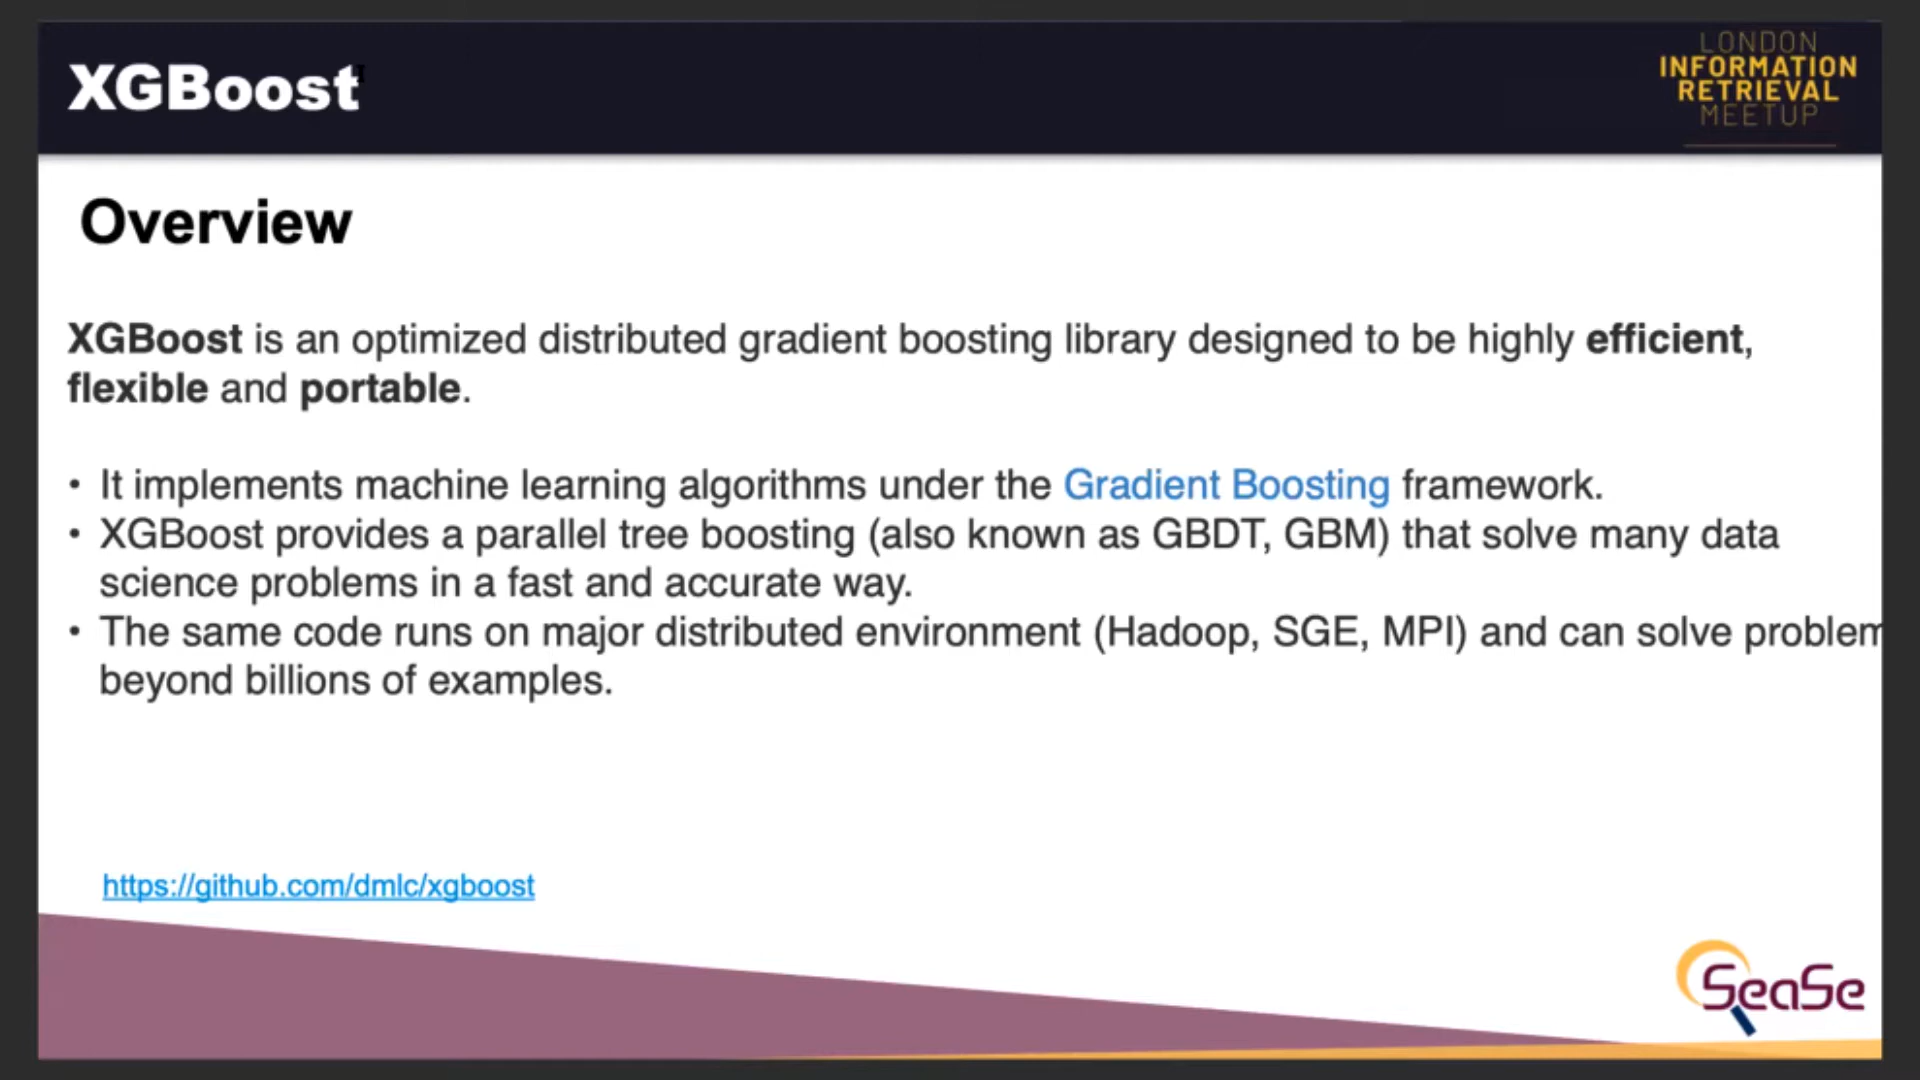 XGBoost
LONDON
INFORMATION
RETRIEVAL
MEETUP
Overview
XGBoost is an optimized distributed gradient boosting library designed to be highly efficient,
flexible and portable.
• It implements machine learning algorithms under the Gradient Boosting framework.
• XGBoost provides a parallel tree boosting (also known as GBDT, GBM) that solve many data
science problems in a fast and accurate way.
• The same code runs on major distributed environment (Hadoop, SGE, MPI) and can solve problem
beyond billions of examples.
https://github.com/dmlc/xgboost
SeaSe